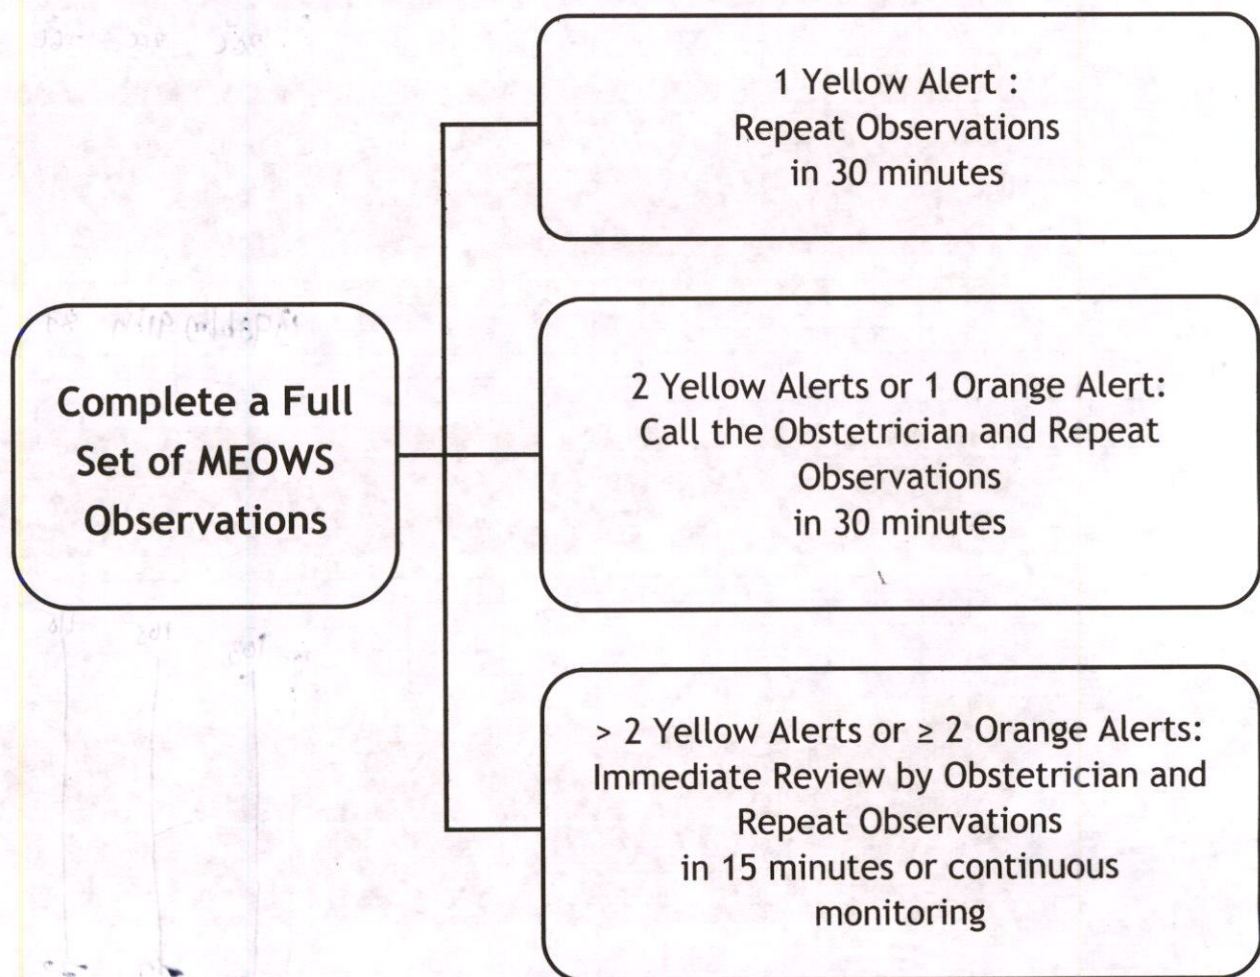 1 Yellow Alert :
Repeat Observations
in 30 minutes
Complete a Full
Set of MEOWS
Observations
2 Yellow Alerts or 1 Orange Alert:
Call the Obstetrician and Repeat
Observations
in 30 minutes
> 2 Yellow Alerts or ≥ 2 Orange Alerts:
Immediate Review by Obstetrician and
Repeat Observations
in 15 minutes or continuous
monitoring